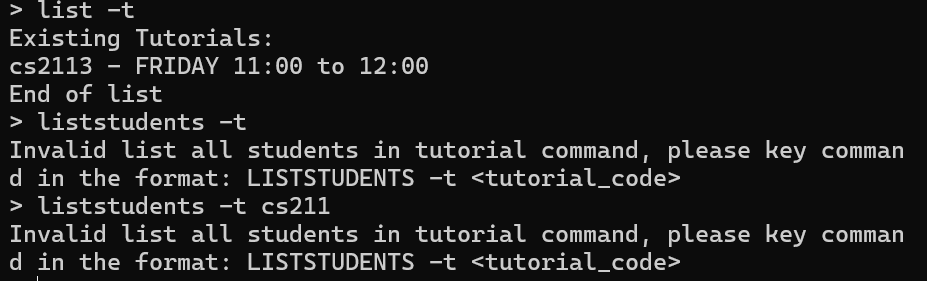 > list -t
Existing Tutorials:
cs2113 - FRIDAY 11:00 to 12:00
End of list
> liststudents -t
Invalid list all students in tutorial command, please key comman
d in the format: LISTSTUDENTS -t <tutorial_code>
> liststudents -t cs211
Invalid list all students in tutorial command, please key comman
d in the format: LISTSTUDENTS -t <tutorial_code>